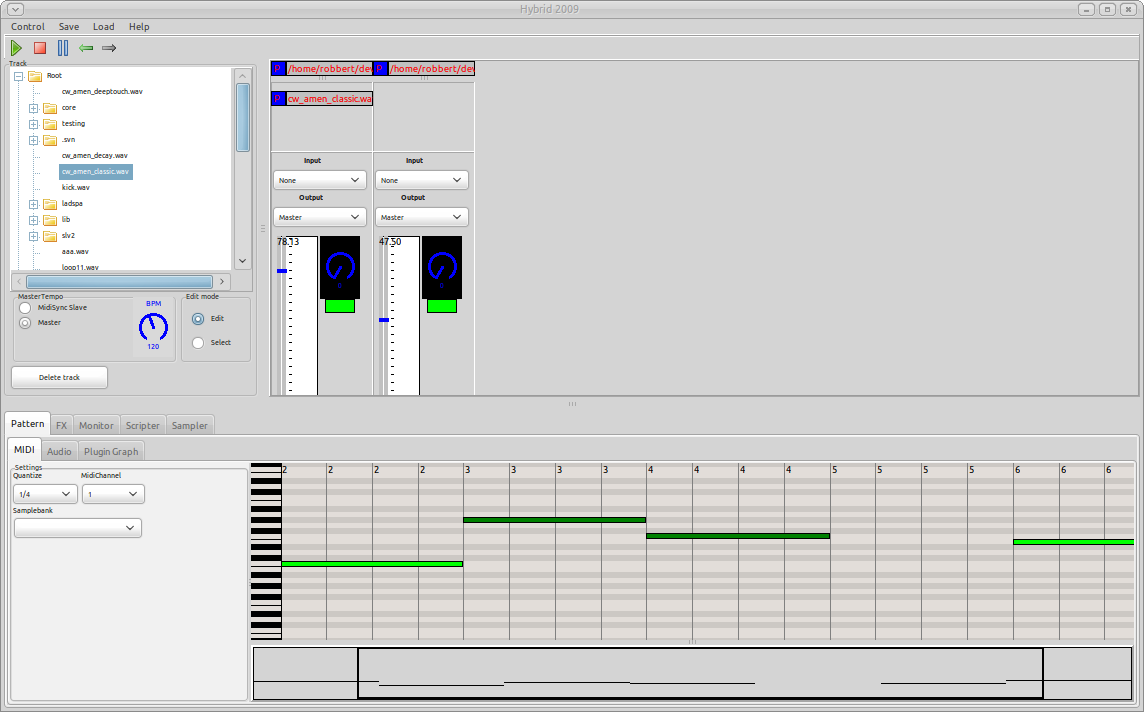 Hybrid 2009
Control Save Load Help
Track
Root
cw_amen_deeptouch.wav
core
testing
.svn
cw_amen_decay.wav
cw_amen_classic.wav
kick.wav
ladspa
lib
slv2
aaa.wav
loop11.wav
MasterTempo
MidiSync Slave
Master
BPM
120
Edit mode
Edit
Select
Delete track
P /home/robbert/dev P /home/robbert/dev
P cw_amen_classic.wa
Input Input
None None
Output Output
Master Master
78.13 47.50
0 0
Pattern FX Monitor Scripter Sampler
MIDI Audio Plugin Graph
Settings
Quantize MidiChannel
1/4 1
Samplebank
2 2 2 2 3 3 3 3 4 4 4 4 5 5 5 5 6 6 6